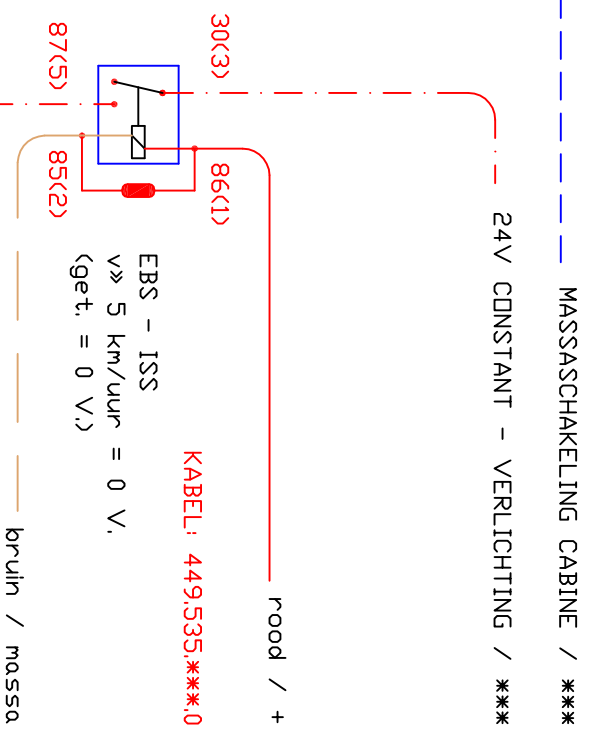 MASSASCHAKELING CABINE / ***
24V CONSTANT - VERLICHTING / ***
rood / +
30(3)
86(1)
KABEL: 449.535.***.0
EBS - ISS
v» 5 km/uur = 0 V.
(get. = 0 V.)
87(5)
85(2)
bruin / massa